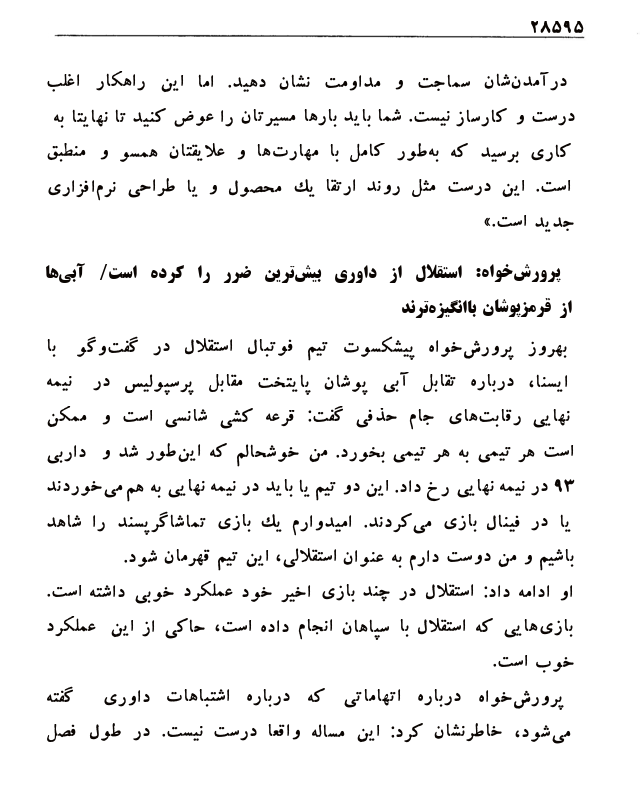 ۲۸۵۹۵
درآمدن‌شان سماجت و مداومت نشان دهید. اما این راهکار اغلب
درست و کارساز نیست. شما باید بارها مسیرتان را عوض کنید تا نهایتا به
کاری برسید که به‌طور کامل با مهارت‌ها و علایقتان همسو و منطبق
است. این درست مثل روند ارتقا یك محصول و یا طراحی نرم‌افزاری
جدید است.»
پرورش‌خواه: استقلال از داوری بیش‌ترین ضرر را کرده است/ آبی‌ها
از قرمزپوشان باانگیزه‌ترند
بهروز پرورش‌خواه پیشکسوت تیم فوتبال استقلال در گفت‌وگو با
ایسنا، درباره تقابل آبی پوشان پایتخت مقابل پرسپولیس در نیمه
نهایی رقابت‌های جام حذفی گفت: قرعه کشی شانسی است و ممکن
است هر تیمی به هر تیمی بخورد. من خوشحالم که این‌طور شد و داربی
۹۳ در نیمه نهایی رخ داد. این دو تیم یا باید در نیمه نهایی به هم می‌خوردند
یا در فینال بازی می‌کردند. امیدوارم یك بازی تماشاگرپسند را شاهد
باشیم و من دوست دارم به عنوان استقلالی، این تیم قهرمان شود.
او ادامه داد: استقلال در چند بازی اخیر خود عملکرد خوبی داشته است.
بازی‌هایی که استقلال با سپاهان انجام داده است، حاکی از این عملکرد
خوب است.
پرورش‌خواه درباره اتهاماتی که درباره اشتباهات داوری گفته
می‌شود، خاطرنشان کرد: این مساله واقعا درست نیست. در طول فصل